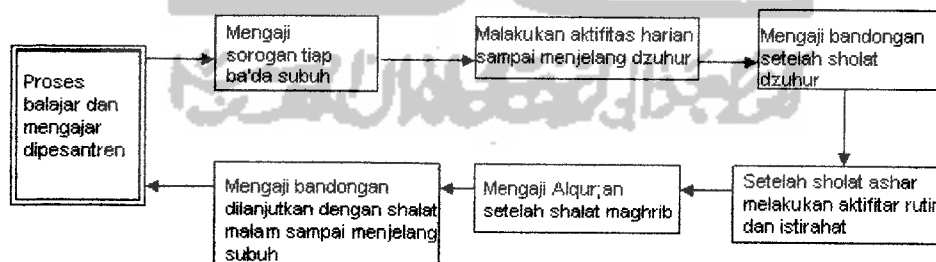 Proses
balajar dan
mengajar
dipesantren
Mengaji
sorogan tiap
ba'da subuh
Malakukan aktifitas harian
sampai menjelang dzuhur
Mengaji bandongan
setelah sholat
dzuhur
Setelah sholat ashar
melakukan aktifitar rutin
dan istirahat
Mengaji Alqur;an
setelah shalat maghrib
Mengaji bandongan
dilanjutkan dengan shalat
malam sampai menjelang
subuh